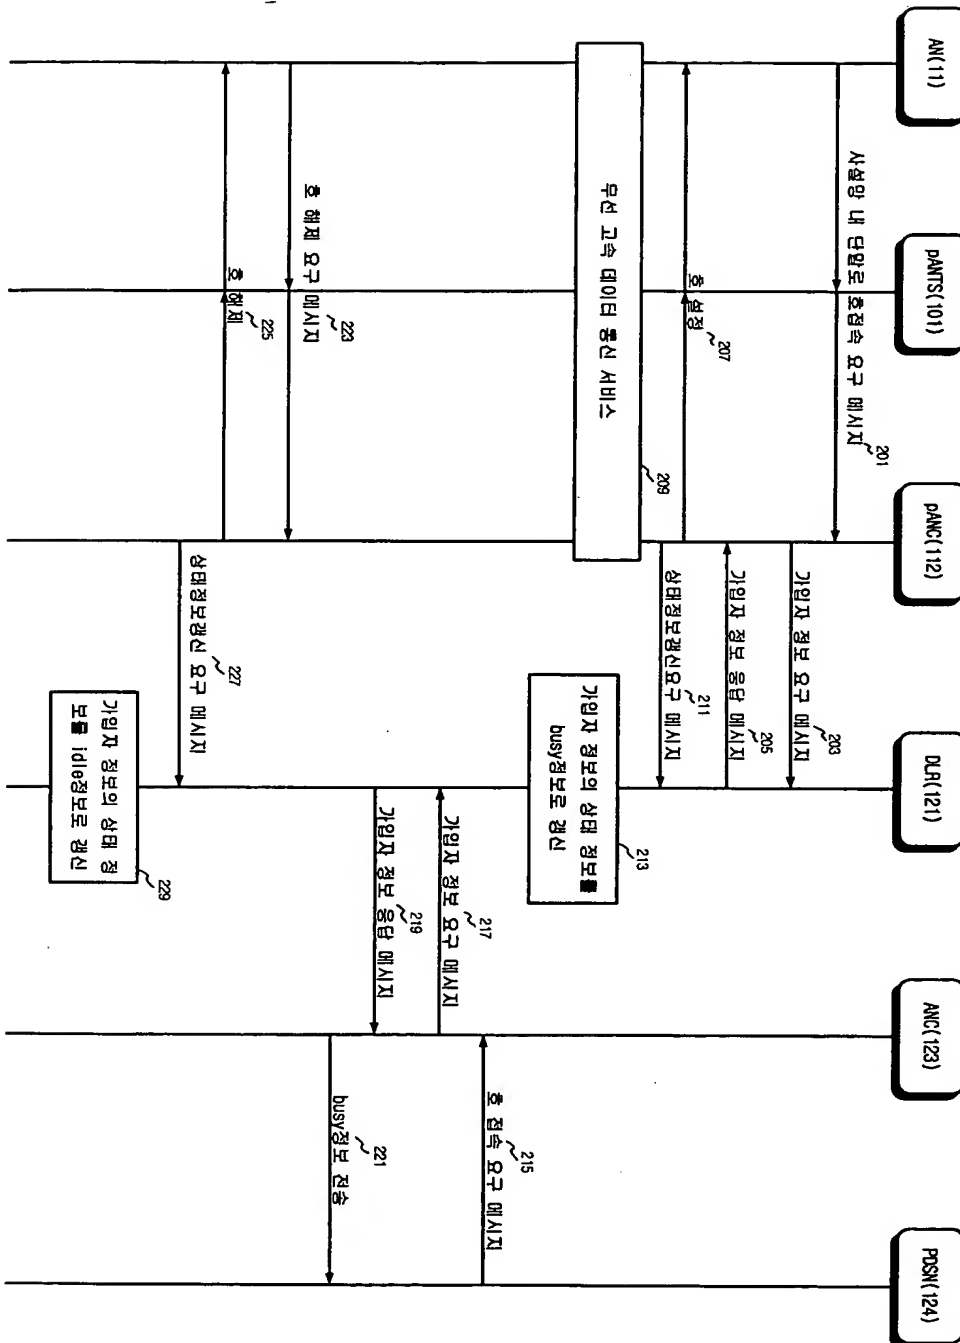 AN(11)
pANTS(101)
pANC(112)
DLR(121)
ANC(123)
PDSN(124)
사설망 내 단말로 호접속 요구 메시지
201
가입자 정보 요구 메시지
203
가입자 정보 응답 메시지
205
호 설정
207
상태정보갱신요구 메시지
211
무선 고속 데이터 통신 서비스
209
가입자 정보의 상태 정보를
busy정보로 갱신
213
호 접속 요구 메시지
215
가입자 정보 요구 메시지
217
가입자 정보 응답 메시지
219
busy정보 전송
221
호 해제 요구 메시지
223
호 해제
225
상태정보갱신 요구 메시지
227
가입자 정보의 상태 정
보를 idle정보로 갱신
229